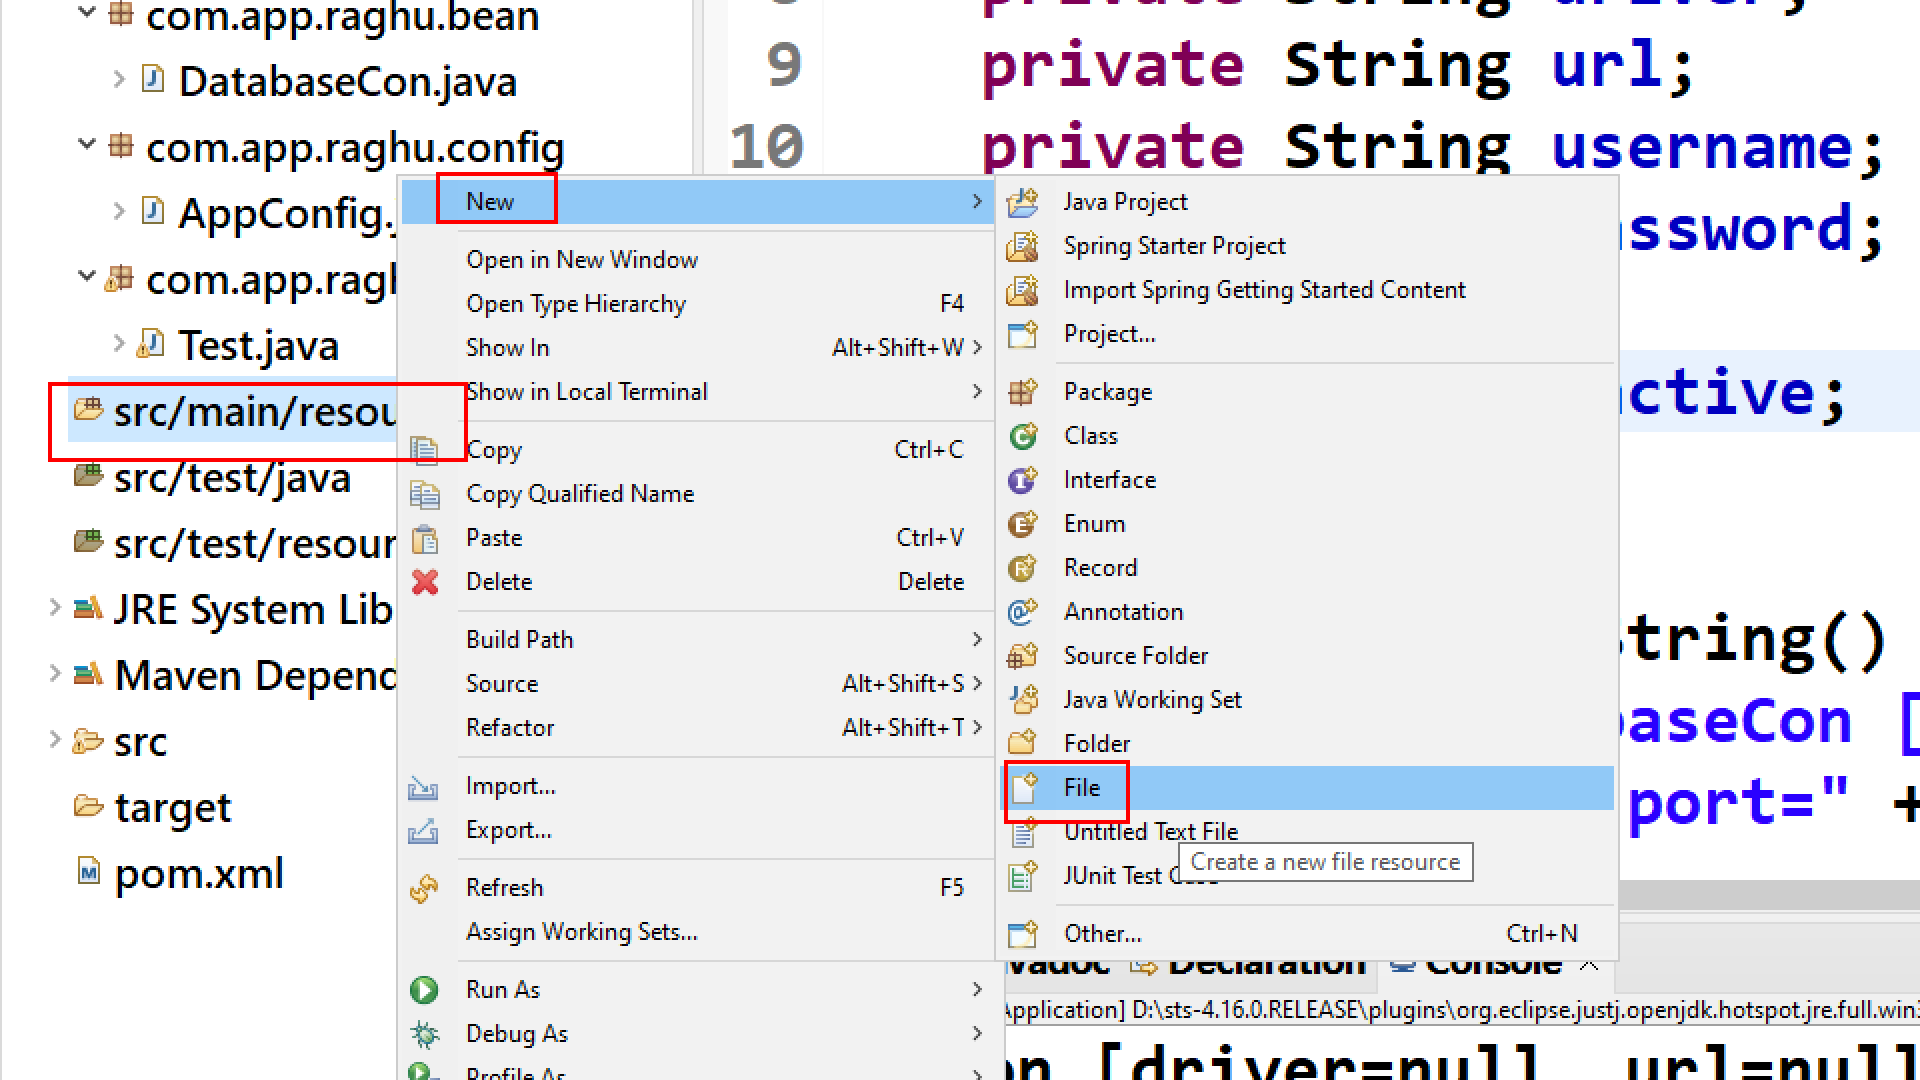 com.app.raghu.bean
DatabaseCon.java
com.app.raghu.config
AppConfig.
com.app.ragh
Test.java
src/main/resou
src/test/java
src/test/resour
JRE System Lib
Maven Depend
src
target
pom.xml
New
Open in New Window
Open Type Hierarchy F4
Show In Alt+Shift+W
Show in Local Terminal
Copy Ctrl+C
Copy Qualified Name
Paste Ctrl+V
Delete Delete
Build Path
Source Alt+Shift+S
Refactor Alt+Shift+T
Import...
Export...
Refresh F5
Assign Working Sets...
Run As
Debug As
Profile As
Java Project
Spring Starter Project
Import Spring Getting Started Content
Project...
Package
Class
Interface
Enum
Record
Annotation
Source Folder
Java Working Set
Folder
File
Untitled Text File
Create a new file resource
JUnit Test Case
Other... Ctrl+N
private String driver;
9 private String url;
10 private String username;
ssword;
ctive;
tring()
baseCon [
port=" +
vadoc Declaration Console
Application] D:\sts-4.16.0.RELEASE\plugins\org.eclipse.justj.openjdk.hotspot.jre.full.win3
on [driver=null, url=null